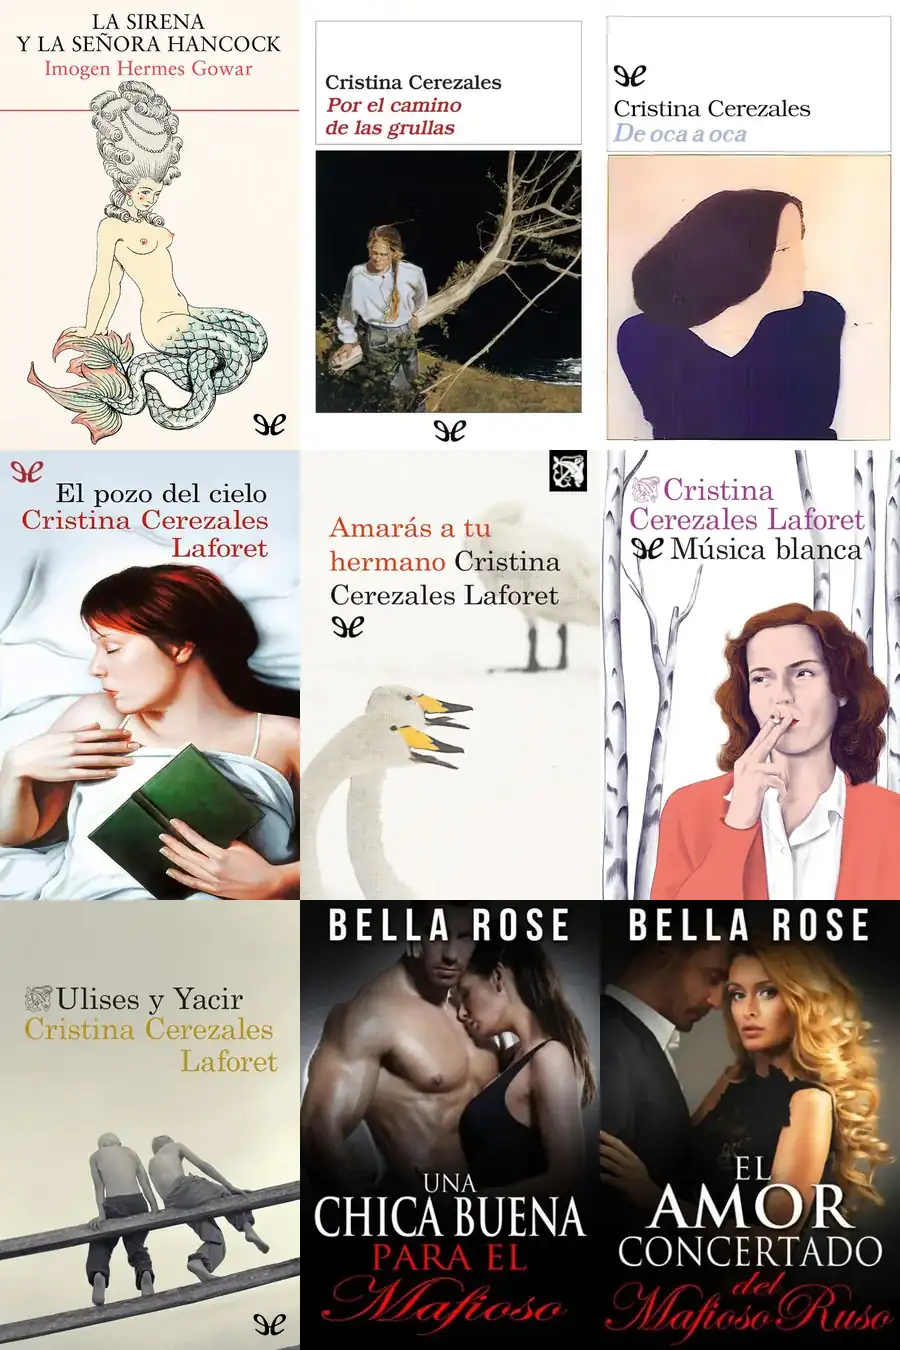 LA SIRENA
Y LA SEÑORA HANCOCK
Imogen Hermes Gowar
Cristina Cerezales
Por el camino
de las grullas
Cristina Cerezales
De oca a oca
El pozo del cielo
Cristina Cerezales
Laforet
Amarás a tu
hermano Cristina
Cerezales Laforet
Cristina
Cerezales Laforet
Música blanca
Ulises y Yacir
Cristina Cerezales
Laforet
BELLA ROSE
UNA
CHICA BUENA
PARA EL
Mafioso
BELLA ROSE
EL
AMOR
CONCERTADO
del
Mafioso Ruso